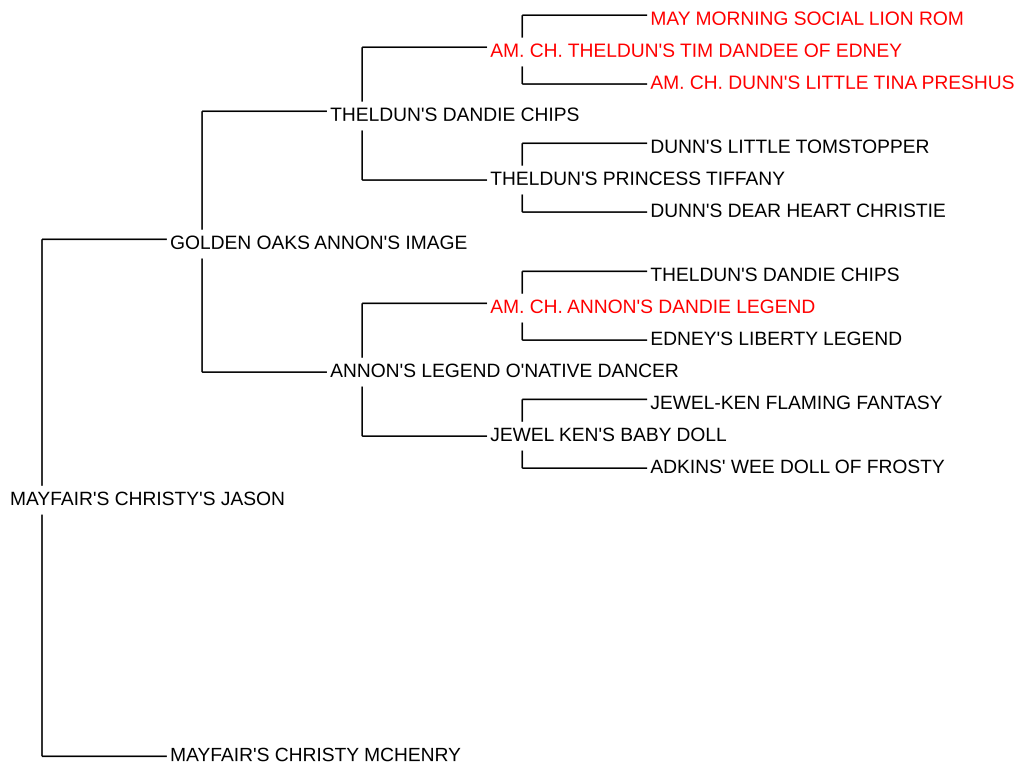 MAY MORNING SOCIAL LION ROM
AM. CH. THELDUN'S TIM DANDEE OF EDNEY
AM. CH. DUNN'S LITTLE TINA PRESHUS
THELDUN'S DANDIE CHIPS
DUNN'S LITTLE TOMSTOPPER
THELDUN'S PRINCESS TIFFANY
DUNN'S DEAR HEART CHRISTIE
GOLDEN OAKS ANNON'S IMAGE
THELDUN'S DANDIE CHIPS
AM. CH. ANNON'S DANDIE LEGEND
EDNEY'S LIBERTY LEGEND
ANNON'S LEGEND O'NATIVE DANCER
JEWEL-KEN FLAMING FANTASY
JEWEL KEN'S BABY DOLL
ADKINS' WEE DOLL OF FROSTY
MAYFAIR'S CHRISTY'S JASON
MAYFAIR'S CHRISTY MCHENRY